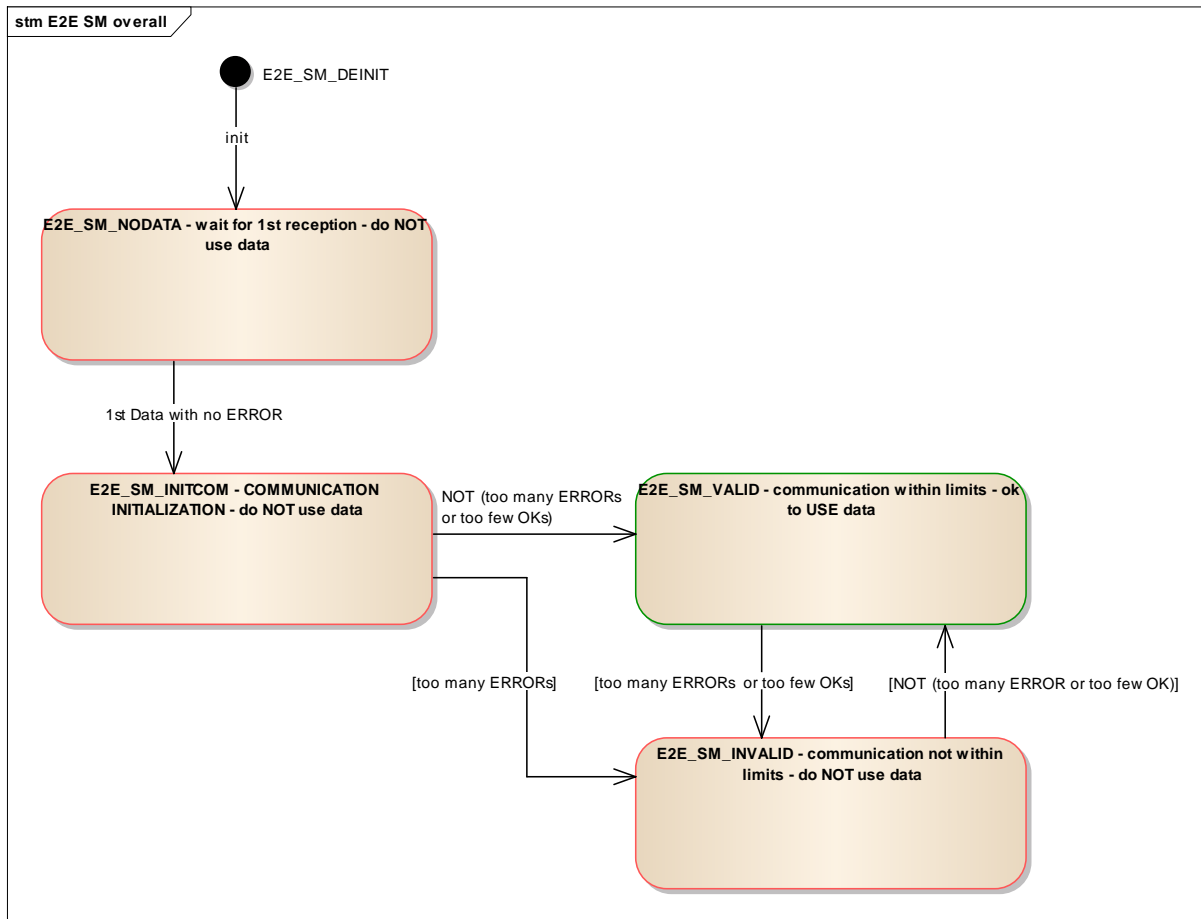 stm E2E SM overall
E2E_SM_DEINIT
init
E2E_SM_NODATA - wait for 1st reception - do NOT
use data
1st Data with no ERROR
E2E_SM_INITCOM - COMMUNICATION
INITIALIZATION - do NOT use data
NOT (too many ERRORs
or too few OKs)
E2E_SM_VALID - communication within limits - ok
to USE data
[too many ERRORs]
[too many ERRORs or too few OKs]
[NOT (too many ERROR or too few OK)]
E2E_SM_INVALID - communication not within
limits - do NOT use data